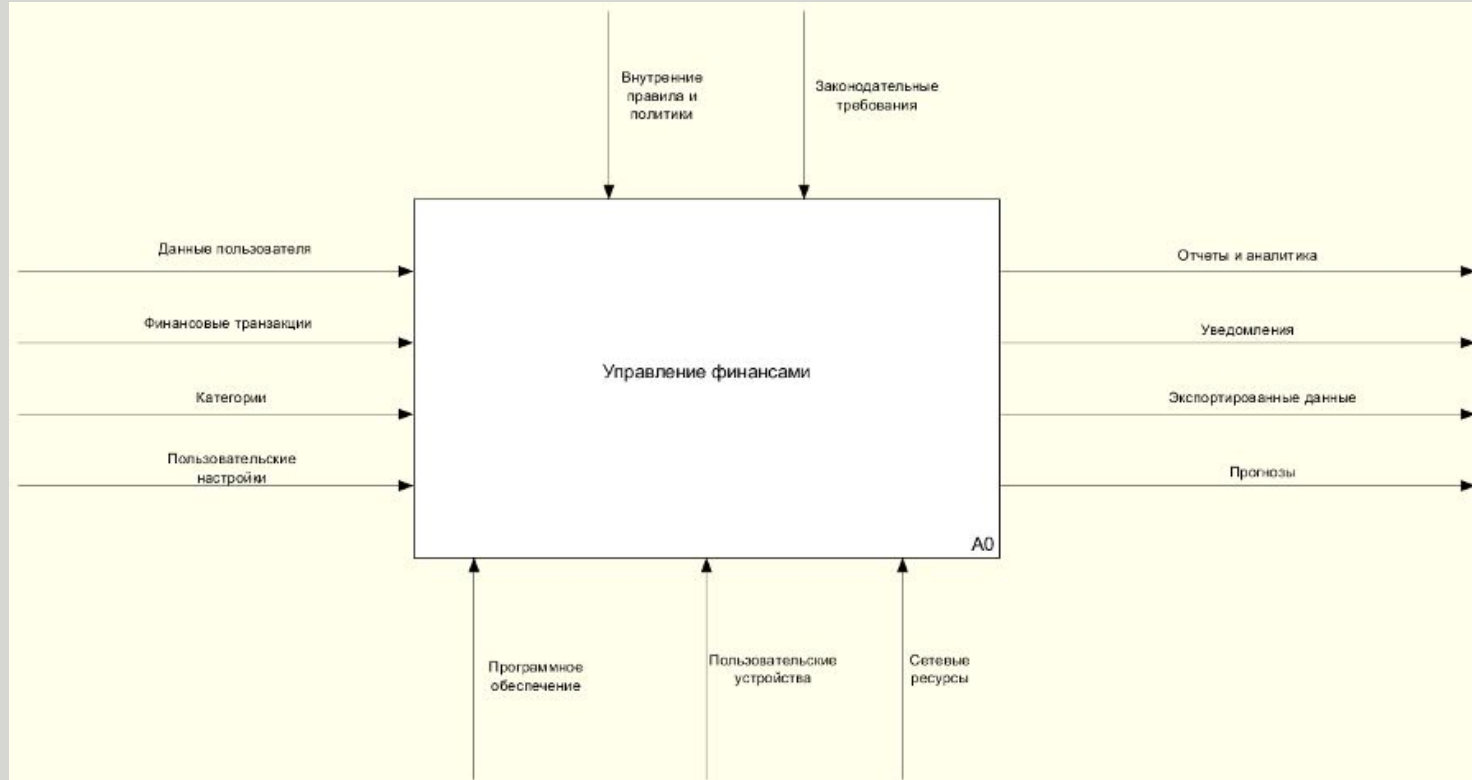 Внутренние
правила и
политики
Законодательные
требования
Данные пользователя
Финансовые транзакции
Категории
Пользовательские
настройки
Управление финансами
A0
Отчеты и аналитика
Уведомления
Экспортированные данные
Прогнозы
Программное
обеспечение
Пользовательские
устройства
Сетевые
ресурсы